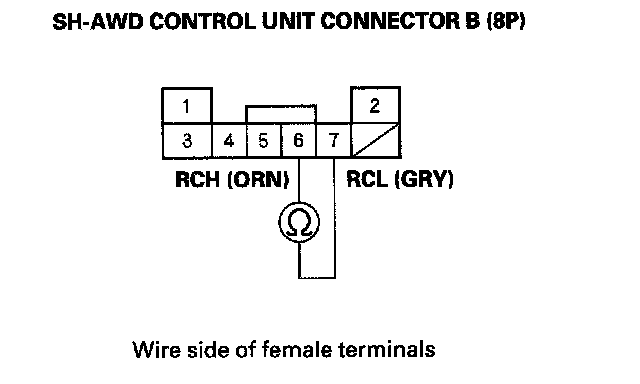 SH-AWD CONTROL UNIT CONNECTOR B (8P)
1 2
3 4 5 6 7
RCH (ORN) RCL (GRY)
Ω
Wire side of female terminals